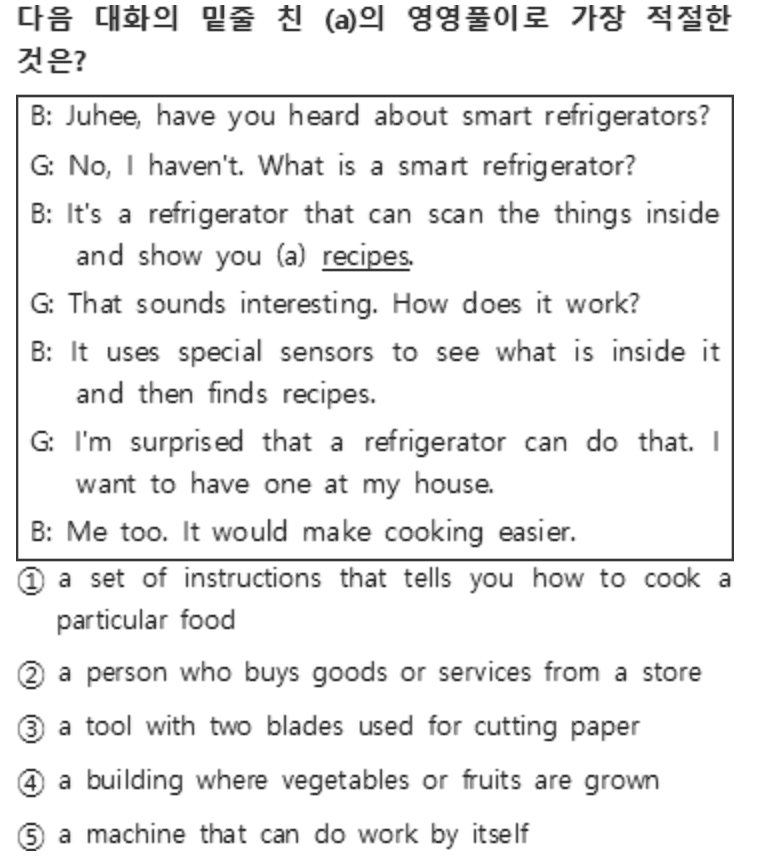 다음 대화의 밑줄 친 (a)의 영영풀이로 가장 적절한
것은?
B: Juhee, have you heard about smart refrigerators?
G: No, I haven't. What is a smart refrigerator?
B: It's a refrigerator that can scan the things inside
and show you (a) recipes.
G: That sounds interesting. How does it work?
B: It uses special sensors to see what is inside it
and then finds recipes.
G: I'm surprised that a refrigerator can do that. I
want to have one at my house.
B: Me too. It would make cooking easier.
① a set of instructions that tells you how to cook a
particular food
② a person who buys goods or services from a store
③ a tool with two blades used for cutting paper
④ a building where vegetables or fruits are grown
⑤ a machine that can do work by itself